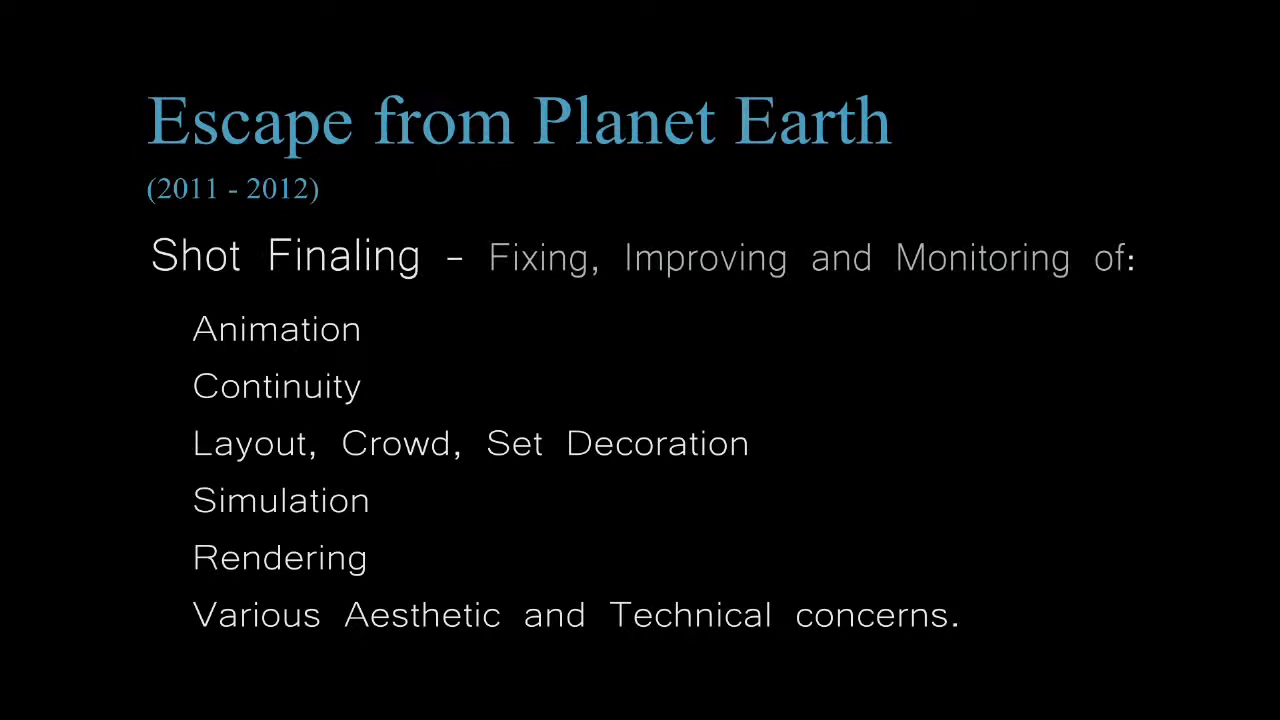 Escape from Planet Earth
(2011 - 2012)
Shot Finaling - Fixing, Improving and Monitoring of:
Animation
Continuity
Layout, Crowd, Set Decoration
Simulation
Rendering
Various Aesthetic and Technical concerns.